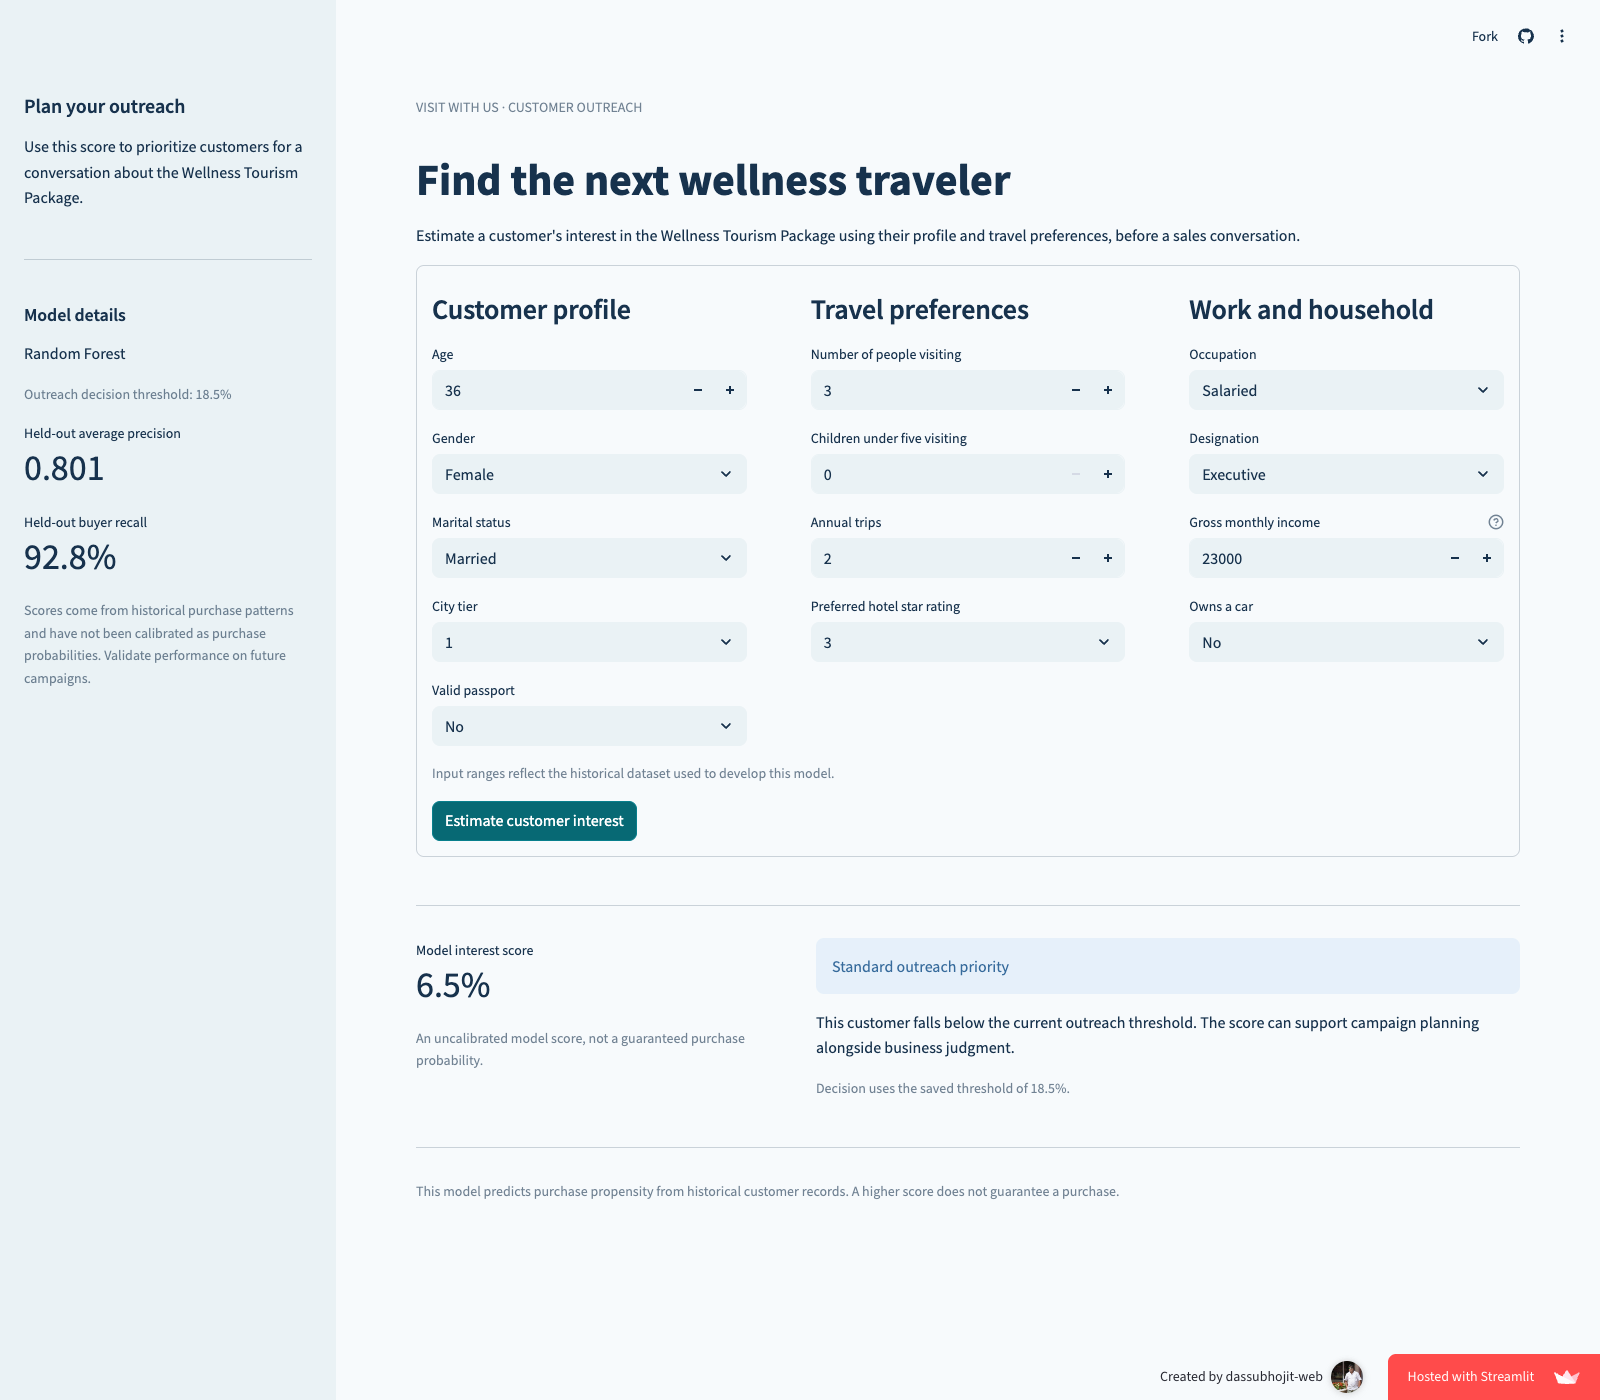 Fork
Plan your outreach
Use this score to prioritize customers for a
conversation about the Wellness Tourism
Package.
Model details
Random Forest
Outreach decision threshold: 18.5%
Held-out average precision
0.801
Held-out buyer recall
92.8%
Scores come from historical purchase patterns
and have not been calibrated as purchase
probabilities. Validate performance on future
campaigns.
VISIT WITH US · CUSTOMER OUTREACH
Find the next wellness traveler
Estimate a customer's interest in the Wellness Tourism Package using their profile and travel preferences, before a sales conversation.
Customer profile
Age
36
Gender
Female
Marital status
Married
City tier
1
Valid passport
No
Travel preferences
Number of people visiting
3
Children under five visiting
0
Annual trips
2
Preferred hotel star rating
3
Work and household
Occupation
Salaried
Designation
Executive
Gross monthly income
23000
Owns a car
No
Input ranges reflect the historical dataset used to develop this model.
Estimate customer interest
Model interest score
6.5%
An uncalibrated model score, not a guaranteed purchase
probability.
Standard outreach priority
This customer falls below the current outreach threshold. The score can support campaign planning
alongside business judgment.
Decision uses the saved threshold of 18.5%.
This model predicts purchase propensity from historical customer records. A higher score does not guarantee a purchase.
Created by dassubhojit-web
Hosted with Streamlit